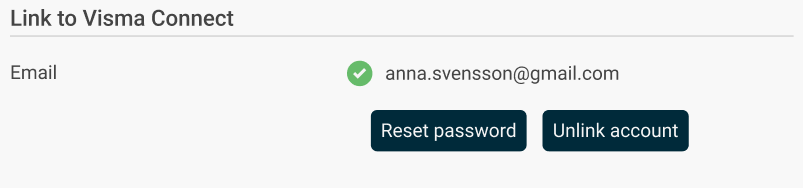 Link to Visma Connect
Email
anna.svensson@gmail.com
Reset password
Unlink account